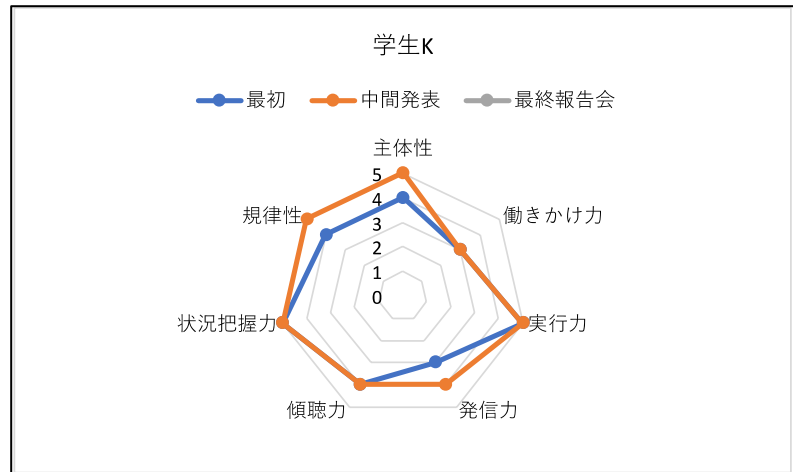 学生K
最初 中間発表 最終報告会
主体性
働きかけ力
実行力
発信力
傾聴力
状況把握力
規律性
5
4
3
2
1
0